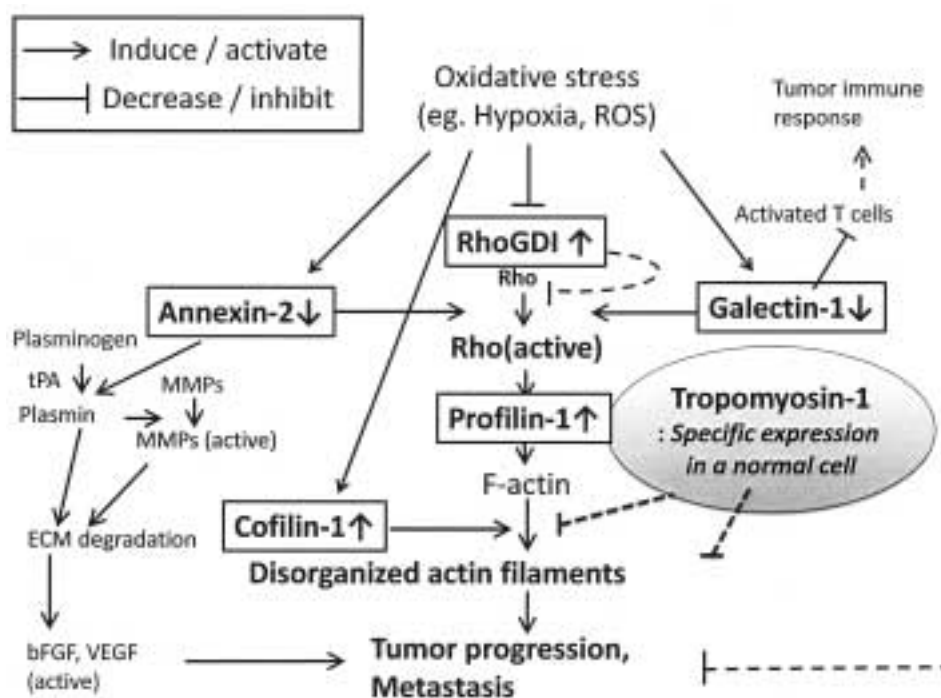 Induce / activate
Decrease / inhibit
Oxidative stress
(eg. Hypoxia, ROS)
Tumor immune
response
Activated T cells
RhoGDI ↑
Rho
Annexin-2↓
Galectin-1↓
Rho(active)
Plasminogen
tPA
MMPs
Plasmin
MMPs (active)
Profilin-1↑
Tropomyosin-1
: Specific expression
in a normal cell
F-actin
Cofilin-1↑
ECM degradation
Disorganized actin filaments
bFGF, VEGF
(active)
Tumor progression,
Metastasis